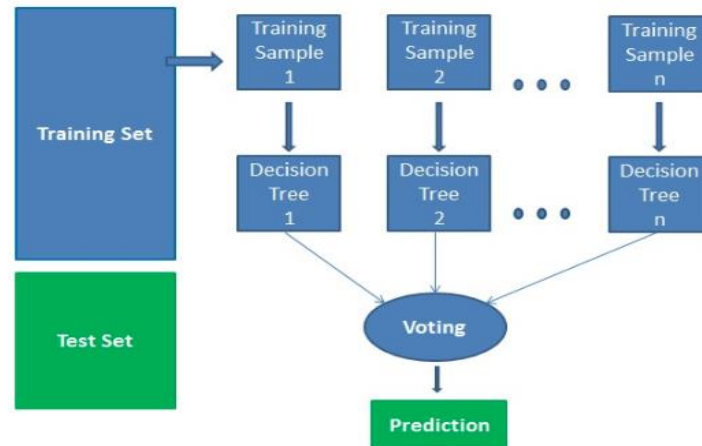 Training Set
Training
Sample
1
Training
Sample
2
Training
Sample
n
Decision
Tree
1
Decision
Tree
2
Decision
Tree
n
Test Set
Voting
Prediction